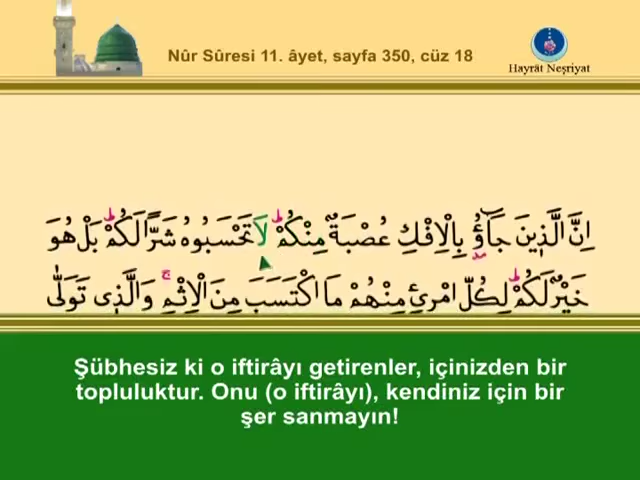 Nûr Sûresi 11. âyet, sayfa 350, cüz 18
Hayrât Neşriyat
اِنَّ الَّذ۪ينَ جَٓاؤُ۫ بِالْاِفْكِ عُصْبَةٌ مِنْكُمْۜ لَا تَحْسَبُوهُ شَرًّا لَكُمْۜ بَلْ هُوَ
خَيْرٌ لَكُمْۜ لِكُلِّ امْرِئٍ مِنْهُمْ مَا اكْتَسَبَ مِنَ الْاِثْمِۚ وَالَّذ۪ي تَوَلّٰى
Şübhesiz ki o iftirâyı getirenler, içinizden bir
topluluktur. Onu (o iftirâyı), kendiniz için bir
şer sanmayın!